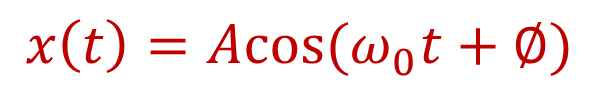 x(t) = Acos(ω₀t + ∅)